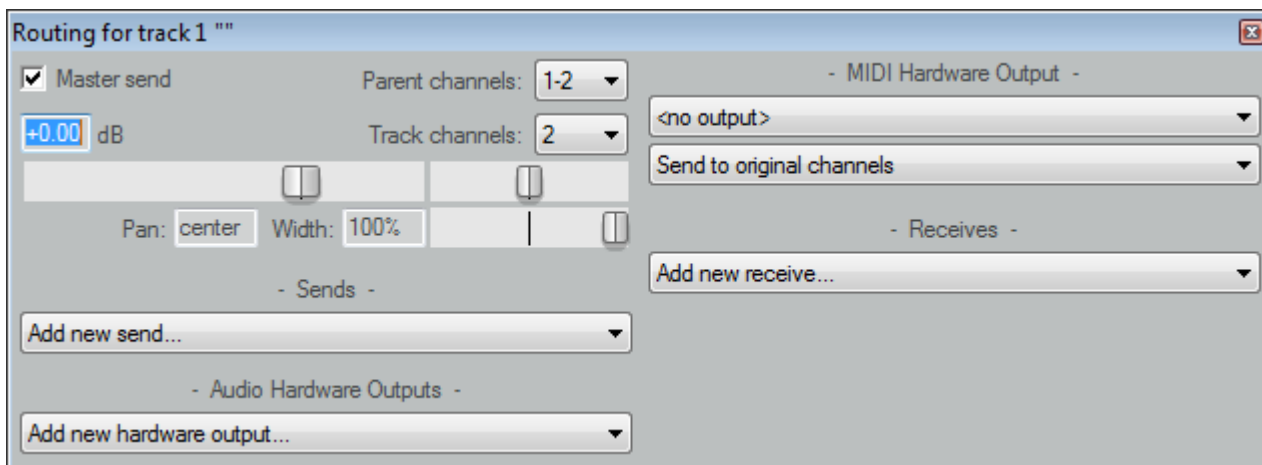 Routing for track 1 ""
Master send
Parent channels: 1-2
+0.00 dB
Track channels: 2
Pan: center Width: 100%
- Sends -
Add new send...
- Audio Hardware Outputs -
Add new hardware output...
- MIDI Hardware Output -
<no output>
Send to original channels
- Receives -
Add new receive...